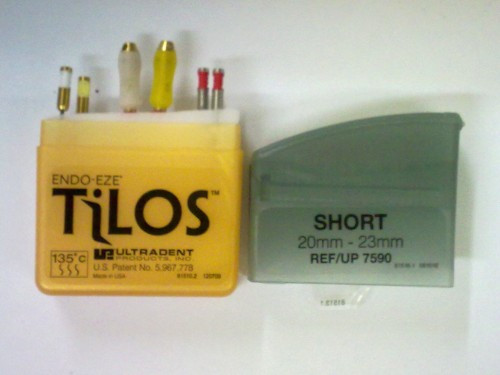 ENDO-EZE®
TiLOS™
ULTRADENT
PRODUCTS, INC
135°C
U.S. Patent No. 5,967,778
Made in USA
SHORT
20mm - 23mm
REF/UP 7590